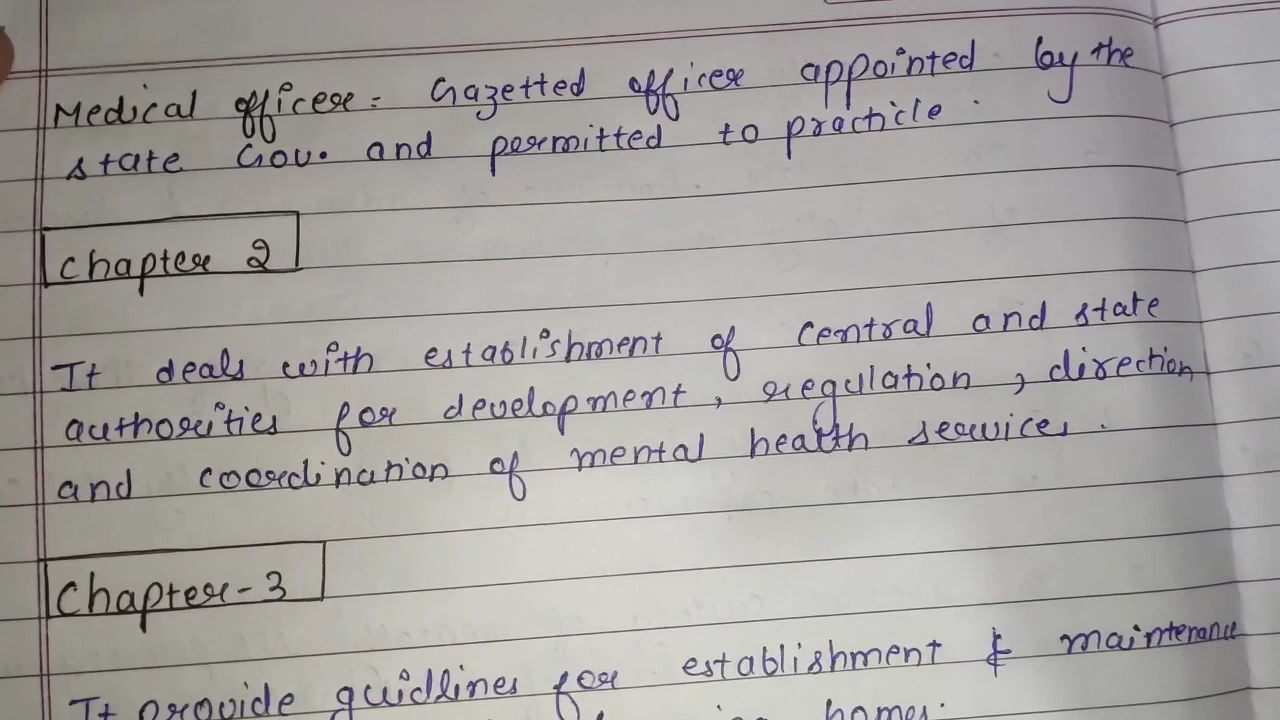 Medical officer = Gazetted officer appointed by the
state Gov. and permitted to practicle.
Chapter 2
It deals with establishment of central and state
authorities for development, regulation, direction
and coordination of mental health services.
Chapter-3
It provide guidlines for establishment & maintenance
homes.